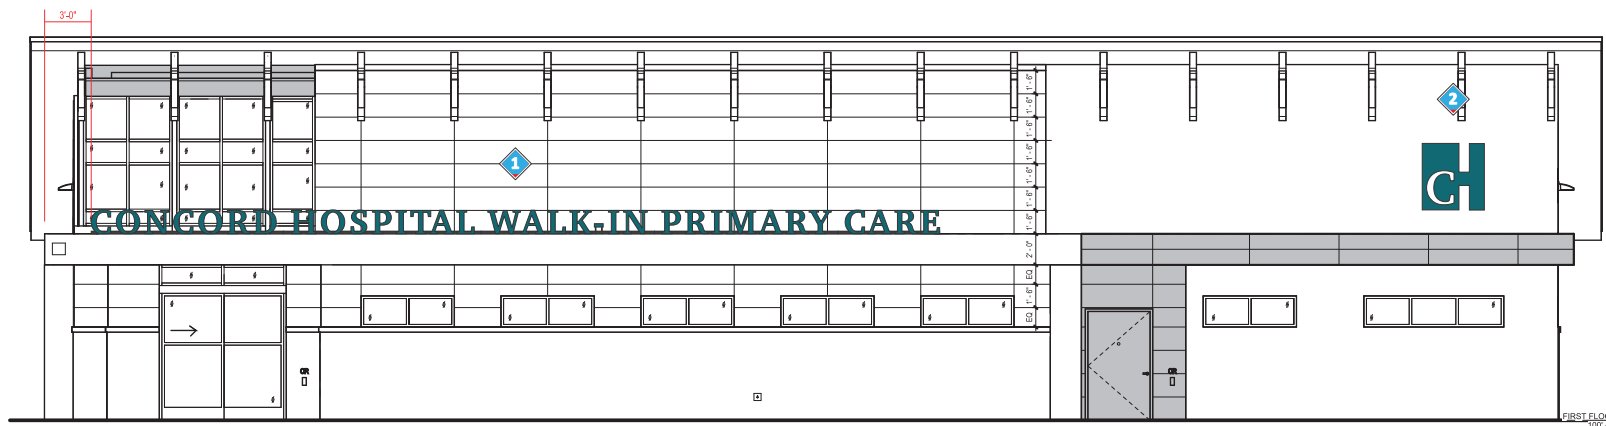 3'-0"
1'-6"
1'-6"
1'-6"
1'-6"
1'-6"
1'-6"
1'-6"
2'-0"
EQ
1'-6"
EQ
1
2
CH
CONCORD HOSPITAL WALK-IN PRIMARY CARE
CR
CR
FIRST FLO
100'